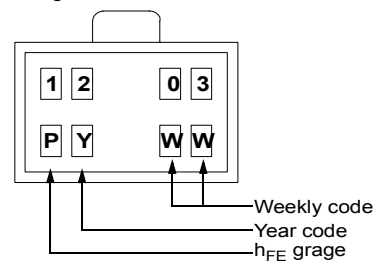 1 2 0 3
P Y W W
Weekly code
Year code
hFE grage